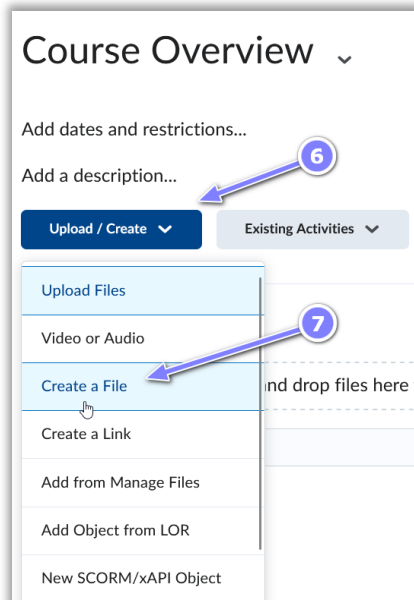 Course Overview
Add dates and restrictions...
6
Add a description...
Upload / Create
Existing Activities
Upload Files
7
Video or Audio
Create a File
nd drop files here
Create a Link
Add from Manage Files
Add Object from LOR
New SCORM/xAPI Object